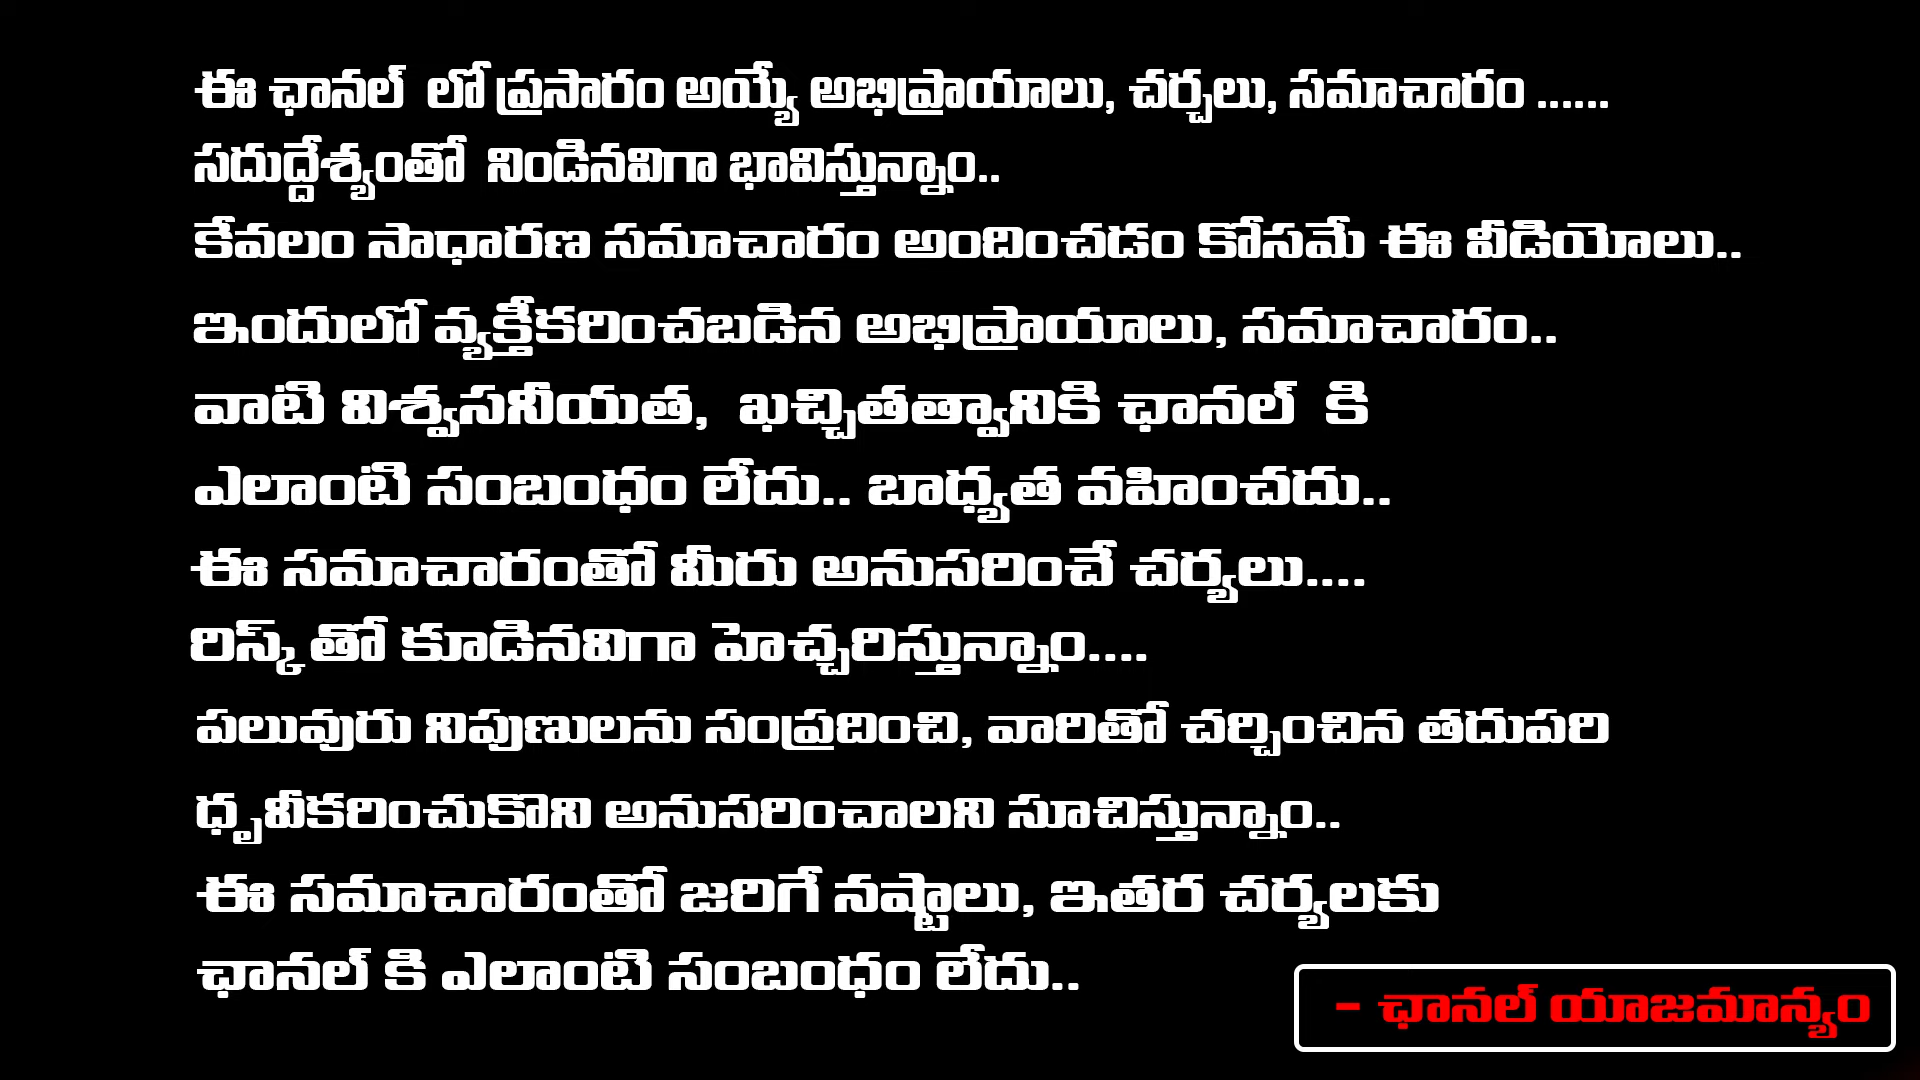 ఈ ఛానల్ లో ప్రసారం అయ్యే అభిప్రాయాలు, చర్చలు, సమాచారం ......
సదుద్దేశ్యంతో నిండినవిగా భావిస్తున్నాం..
కేవలం సాధారణ సమాచారం అందించడం కోసమే ఈ వీడియోలు..
ఇందులో వ్యక్తీకరించబడిన అభిప్రాయాలు, సమాచారం..
వాటి విశ్వసనీయత, ఖచ్చితత్వానికి ఛానల్ కి
ఎలాంటి సంబంధం లేదు.. బాధ్యత వహించదు..
ఈ సమాచారంతో మీరు అనుసరించే చర్యలు....
రిస్క్ తో కూడినవిగా హెచ్చరిస్తున్నాం....
పలువురు నిపుణులను సంప్రదించి, వారితో చర్చించిన తదుపరి
ధృవీకరించుకొని అనుసరించాలని సూచిస్తున్నాం..
ఈ సమాచారంతో జరిగే నష్టాలు, ఇతర చర్యలకు
ఛానల్ కి ఎలాంటి సంబంధం లేదు..
- ఛానల్ యాజమాన్యం